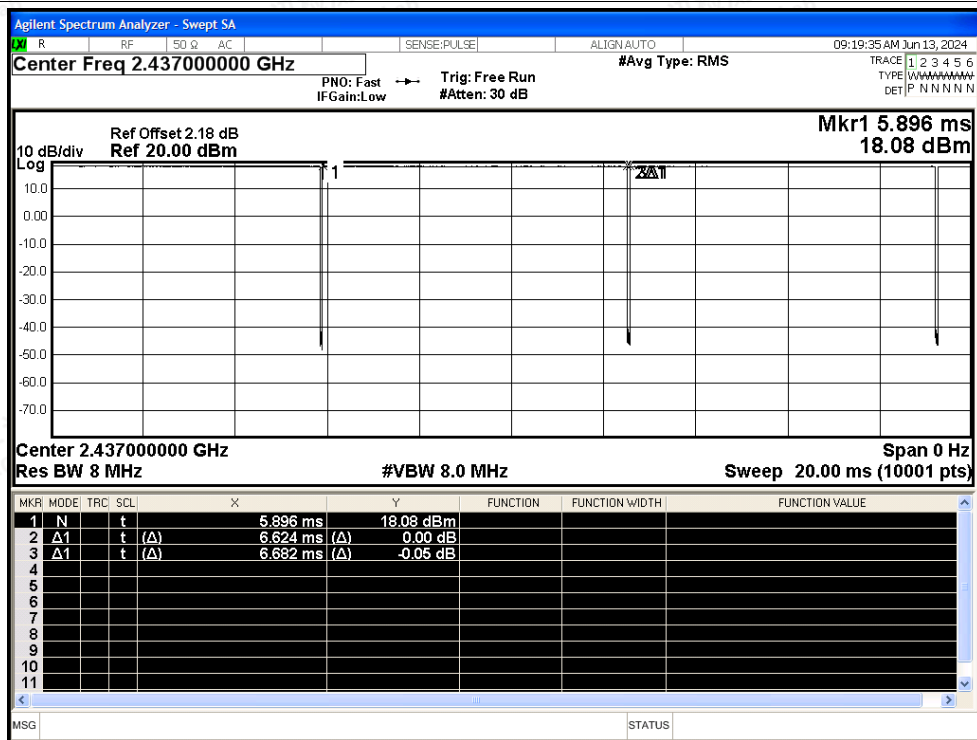 Agilent Spectrum Analyzer - Swept SA
LXI R RF 50 Ω AC SENSE:PULSE ALIGN AUTO 09:19:35 AM Jun 13, 2024
Center Freq 2.437000000 GHz #Avg Type: RMS TRACE 1 2 3 4 5 6
PNO: Fast Trig: Free Run TYPE WWWWWW
IFGain:Low #Atten: 30 dB DET P N N N N N
Mkr1 5.896 ms
Ref Offset 2.18 dB
10 dB/div Ref 20.00 dBm 18.08 dBm
Log
1
10.0
0.00
-10.0
-20.0
-30.0
-40.0
-50.0
-60.0
-70.0
Center 2.437000000 GHz Span 0 Hz
Res BW 8 MHz #VBW 8.0 MHz Sweep 20.00 ms (10001 pts)
MKR MODE TRC SCL X Y FUNCTION FUNCTION WIDTH FUNCTION VALUE
1 N t 5.896 ms 18.08 dBm
2 Δ1 t (Δ) 6.624 ms (Δ) 0.00 dB
3 Δ1 t (Δ) 6.682 ms (Δ) -0.05 dB
4
5
6
7
8
9
10
11
MSG STATUS